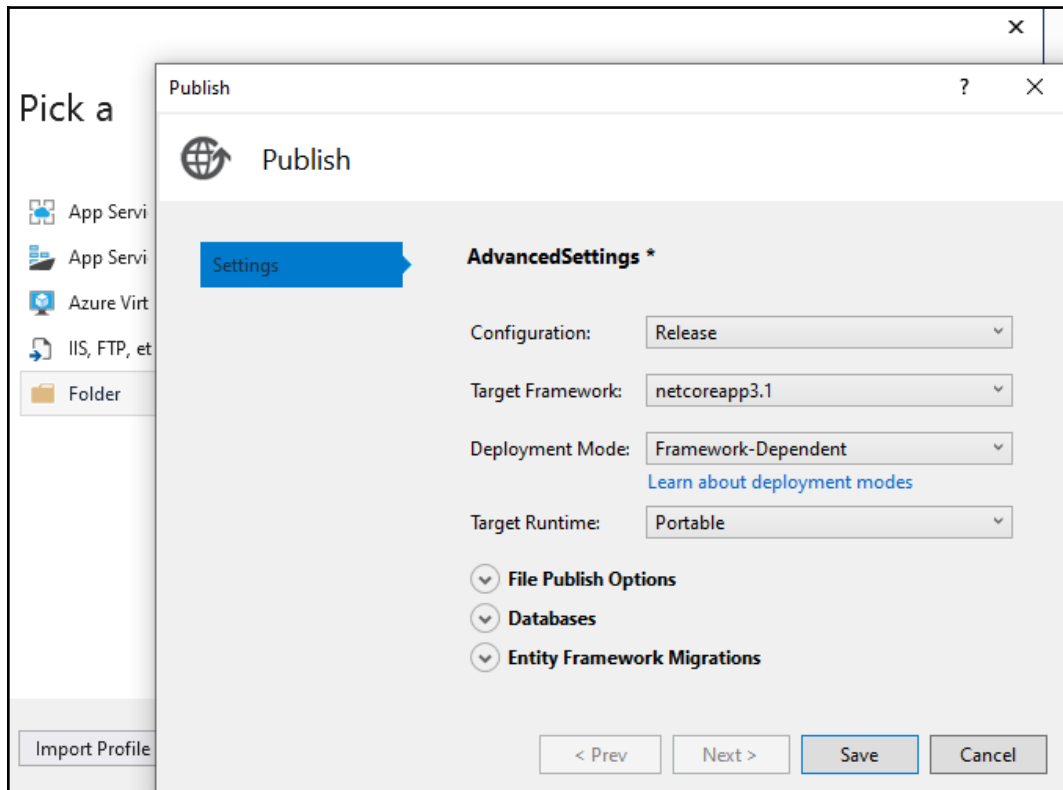 Pick a
App Servi
App Servi
Azure Virt
IIS, FTP, et
Folder
Import Profile
Publish
?
Publish
Settings
AdvancedSettings *
Configuration: Release
Target Framework: netcoreapp3.1
Deployment Mode: Framework-Dependent
Learn about deployment modes
Target Runtime: Portable
File Publish Options
Databases
Entity Framework Migrations
< Prev Next > Save Cancel